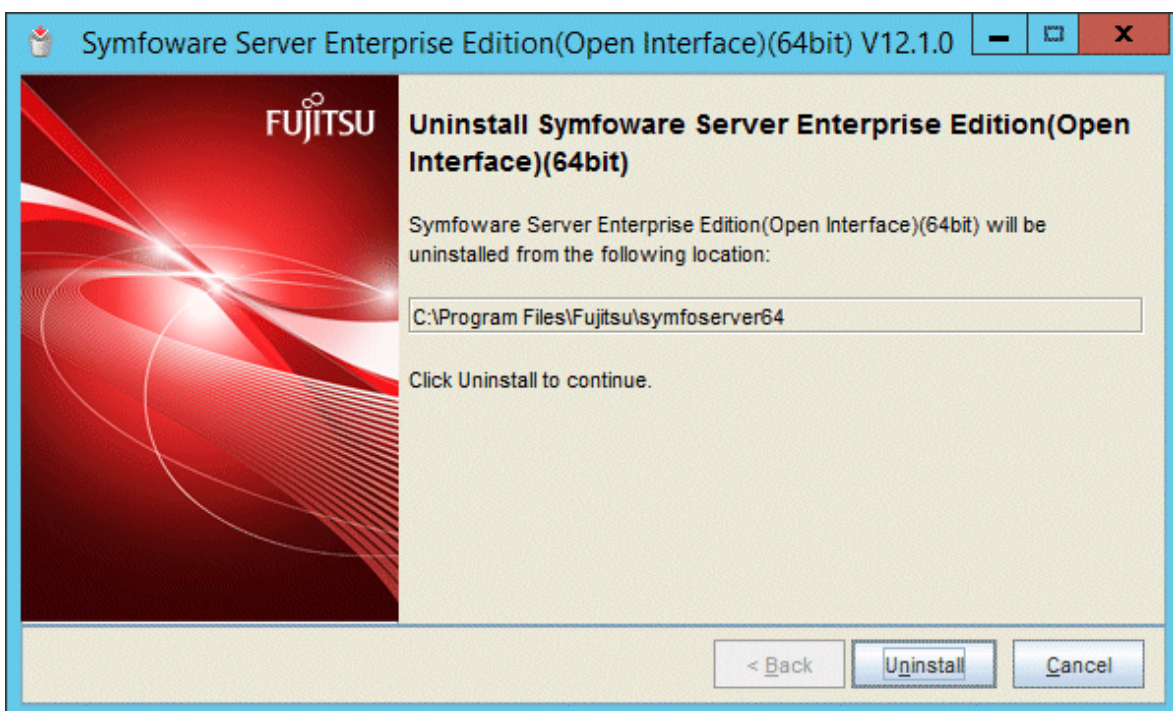 Symfoware Server Enterprise Edition(Open Interface)(64bit) V12.1.0
FUJITSU
Uninstall Symfoware Server Enterprise Edition(Open
Interface)(64bit)
Symfoware Server Enterprise Edition(Open Interface)(64bit) will be
uninstalled from the following location:
C:\Program Files\Fujitsu\symfoserver64
Click Uninstall to continue.
< Back
Uninstall
Cancel